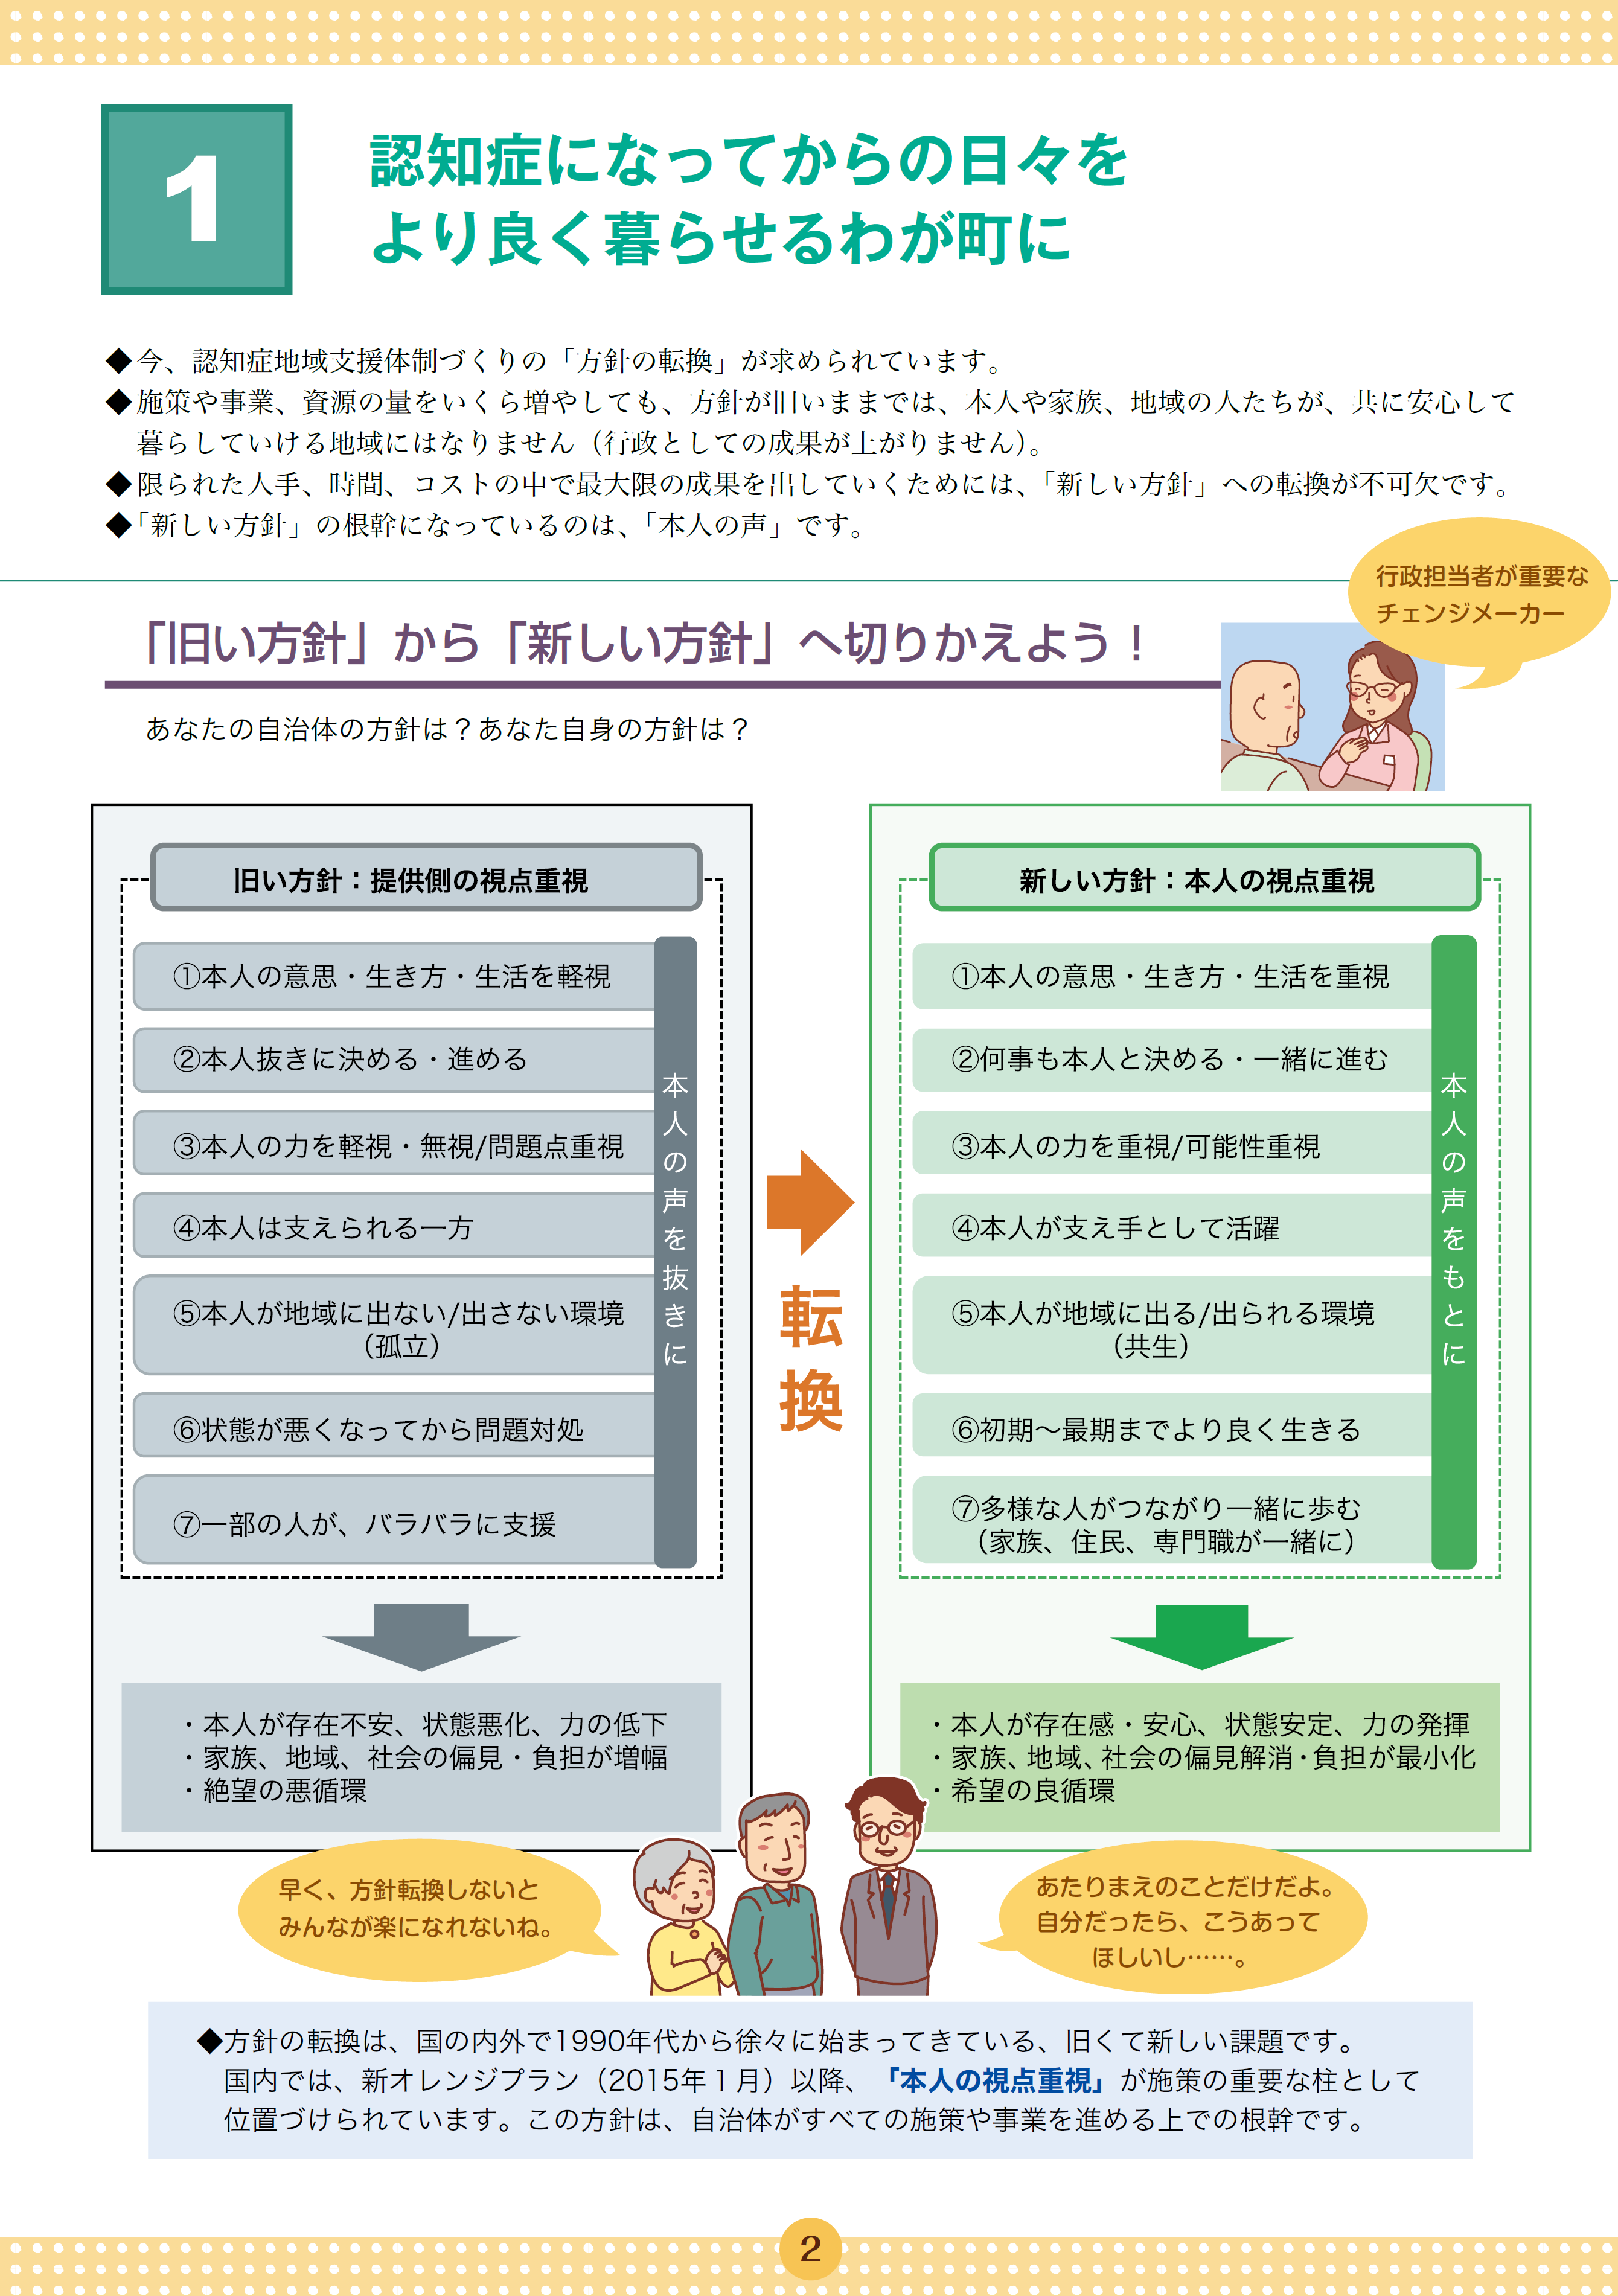 1
認知症になってからの日々を
より良く暮らせるわが町に
◆今、認知症地域支援体制づくりの「方針の転換」が求められています。
◆施策や事業、資源の量をいくら増やしても、方針が旧いままでは、本人や家族、地域の人たちが、共に安心して
暮らしていける地域にはなりません（行政としての成果が上がりません）。
◆限られた人手、時間、コストの中で最大限の成果を出していくためには、「新しい方針」への転換が不可欠です。
◆「新しい方針」の根幹になっているのは、「本人の声」です。
行政担当者が重要な
チェンジメーカー
「旧い方針」から「新しい方針」へ切りかえよう！
あなたの自治体の方針は？あなた自身の方針は？
旧い方針：提供側の視点重視
①本人の意思・生き方・生活を軽視
②本人抜きに決める・進める
③本人の力を軽視・無視/問題点重視
④本人は支えられる一方
⑤本人が地域に出ない/出さない環境
（孤立）
⑥状態が悪くなってから問題対処
⑦一部の人が、バラバラに支援
本人の声を抜きに
・本人が存在不安、状態悪化、力の低下
・家族、地域、社会の偏見・負担が増幅
・絶望の悪循環
転換
新しい方針：本人の視点重視
①本人の意思・生き方・生活を重視
②何事も本人と決める・一緒に進む
③本人の力を重視/可能性重視
④本人が支え手として活躍
⑤本人が地域に出る/出られる環境
（共生）
⑥初期～最期までより良く生きる
⑦多様な人がつながり一緒に歩む
（家族、住民、専門職が一緒に）
本人の声をもとに
・本人が存在感・安心、状態安定、力の発揮
・家族、地域、社会の偏見解消・負担が最小化
・希望の良循環
早く、方針転換しないと
みんなが楽になれないね。
あたりまえのことだけだよ。
自分だったら、こうあって
ほしいし……。
◆方針の転換は、国の内外で1990年代から徐々に始まってきている、旧くて新しい課題です。
国内では、新オレンジプラン（2015年１月）以降、「本人の視点重視」が施策の重要な柱として
位置づけられています。この方針は、自治体がすべての施策や事業を進める上での根幹です。
2